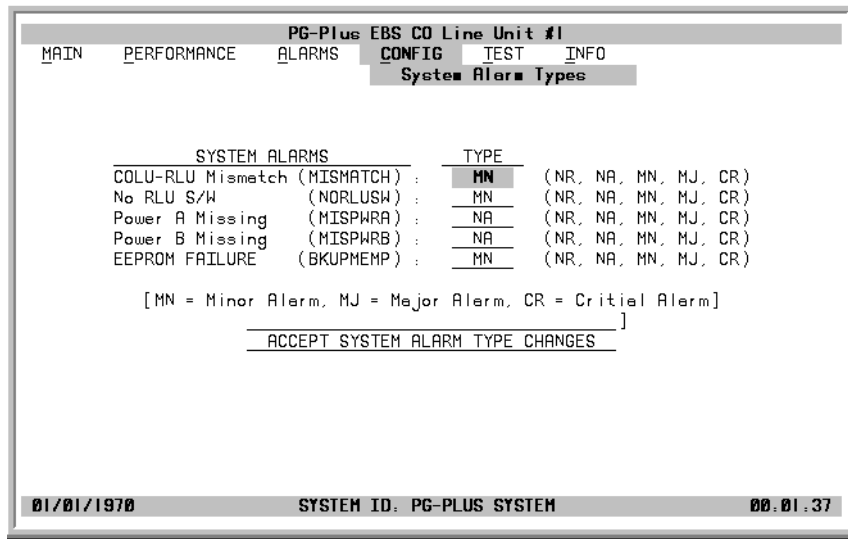 PG-Plus EBS CO Line Unit #1
MAIN PERFORMANCE ALARMS CONFIG TEST INFO
System Alarm Types
SYSTEM ALARMS TYPE
COLU-RLU Mismatch (MISMATCH) : MN (NR, NA, MN, MJ, CR)
No RLU S/W (NORLUSW) : MN (NR, NA, MN, MJ, CR)
Power A Missing (MISPWRA) : NA (NR, NA, MN, MJ, CR)
Power B Missing (MISPWRB) : NA (NR, NA, MN, MJ, CR)
EEPROM FAILURE (BKUPMEMP) : MN (NR, NA, MN, MJ, CR)
[MN = Minor Alarm, MJ = Major Alarm, CR = Critial Alarm]
]
ACCEPT SYSTEM ALARM TYPE CHANGES
01/01/1970 SYSTEM ID: PG-PLUS SYSTEM 00:01:37